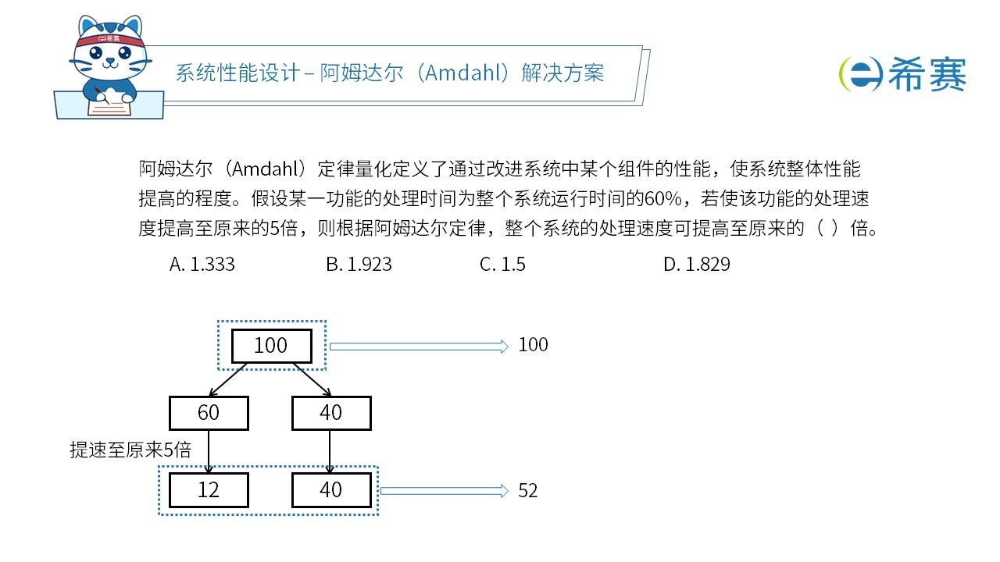 希赛
系统性能设计 – 阿姆达尔（Amdahl）解决方案
希赛
阿姆达尔（Amdahl）定律量化定义了通过改进系统中某个组件的性能，使系统整体性能
提高的程度。假设某一功能的处理时间为整个系统运行时间的60%，若使该功能的处理速
度提高至原来的5倍，则根据阿姆达尔定律，整个系统的处理速度可提高至原来的（ ）倍。
A. 1.333 B. 1.923 C. 1.5 D. 1.829
100 100
60 40
提速至原来5倍
12 40 52